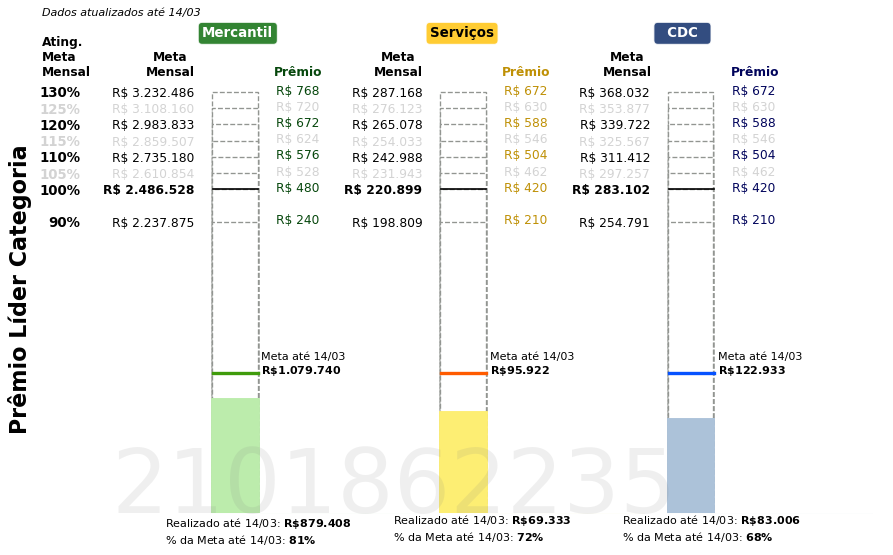 Dados atualizados até 14/03
Mercantil Serviços CDC
Ating.
Meta Meta Meta Meta
Mensal Mensal Prêmio Mensal Prêmio Mensal Prêmio
130% R$ 3.232.486 R$ 768 R$ 287.168 R$ 672 R$ 368.032 R$ 672
125% R$ 3.108.160 R$ 720 R$ 276.123 R$ 630 R$ 353.877 R$ 630
120% R$ 2.983.833 R$ 672 R$ 265.078 R$ 588 R$ 339.722 R$ 588
115% R$ 2.859.507 R$ 624 R$ 254.033 R$ 546 R$ 325.567 R$ 546
110% R$ 2.735.180 R$ 576 R$ 242.988 R$ 504 R$ 311.412 R$ 504
105% R$ 2.610.854 R$ 528 R$ 231.943 R$ 462 R$ 297.257 R$ 462
100% R$ 2.486.528 R$ 480 R$ 220.899 R$ 420 R$ 283.102 R$ 420
90% R$ 2.237.875 R$ 240 R$ 198.809 R$ 210 R$ 254.791 R$ 210
Prêmio Líder Categoria
Meta até 14/03 Meta até 14/03 Meta até 14/03
R$1.079.740 R$95.922 R$122.933
2101862235
Realizado até 14/03: R$879.408 Realizado até 14/03: R$69.333 Realizado até 14/03: R$83.006
% da Meta até 14/03: 81% % da Meta até 14/03: 72% % da Meta até 14/03: 68%